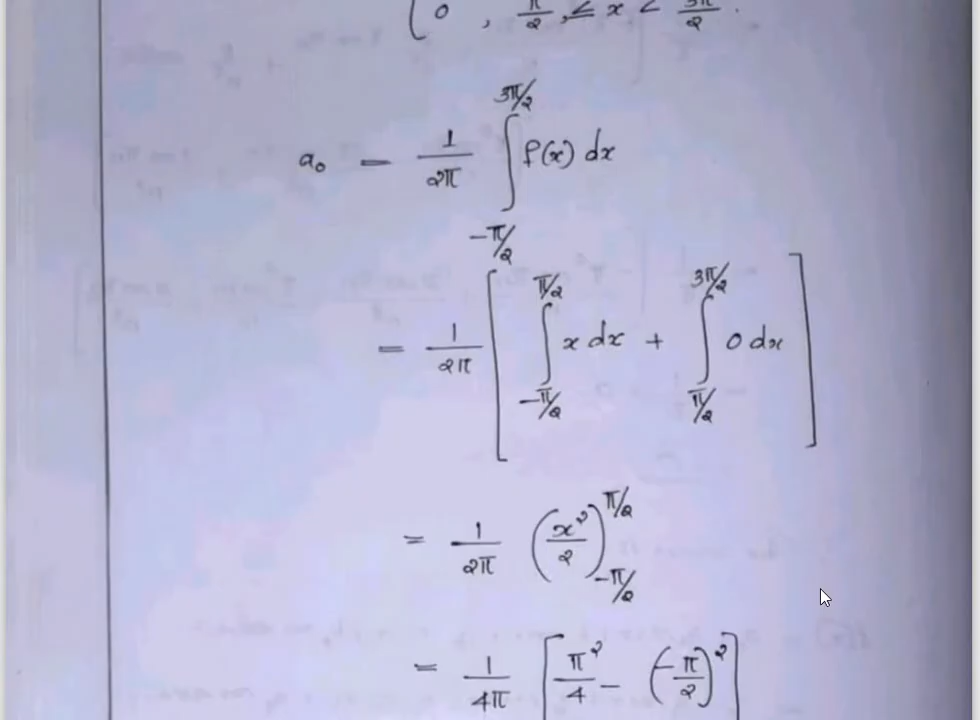 { 0 , π/2 ≤ x < 3π/2 .
a₀ = 1/2π ∫_{-π/2}^{3π/2} f(x) dx
= 1/2π [ ∫_{-π/2}^{π/2} x dx + ∫_{π/2}^{3π/2} 0 dx ]
= 1/2π (x²/2)_{-π/2}^{π/2}
= 1/4π [ π²/4 - (-π/2)² ]